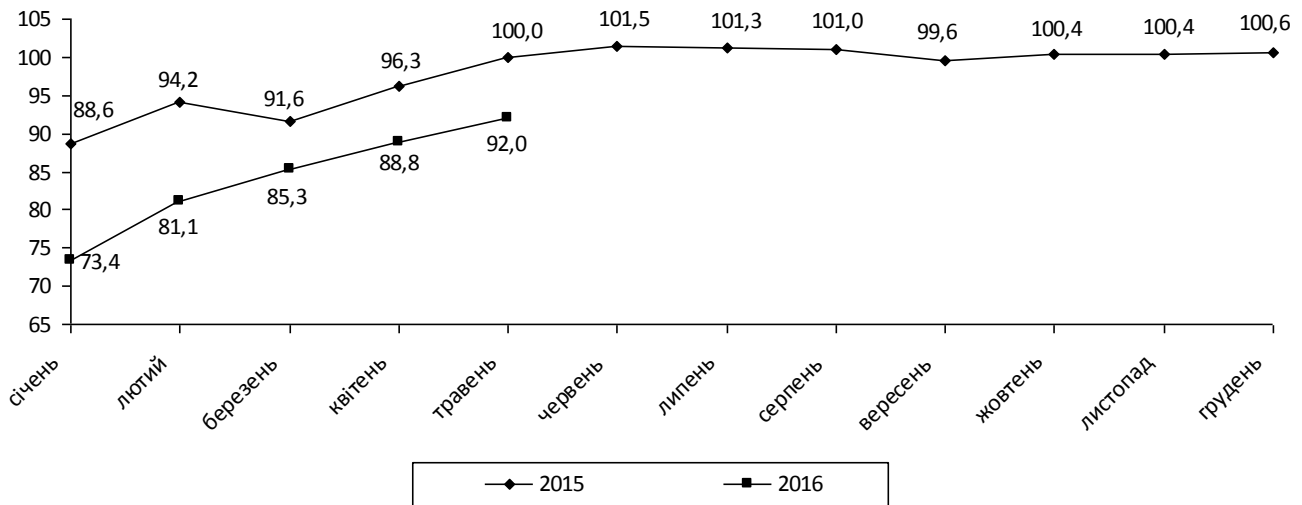 105
100
95
90
85
80
75
70
65
88,6
94,2
91,6
96,3
100,0
101,5
101,3
101,0
99,6
100,4
100,4
100,6
73,4
81,1
85,3
88,8
92,0
січень
лютий
березень
квітень
травень
червень
липень
серпень
вересень
жовтень
листопад
грудень
2015
2016